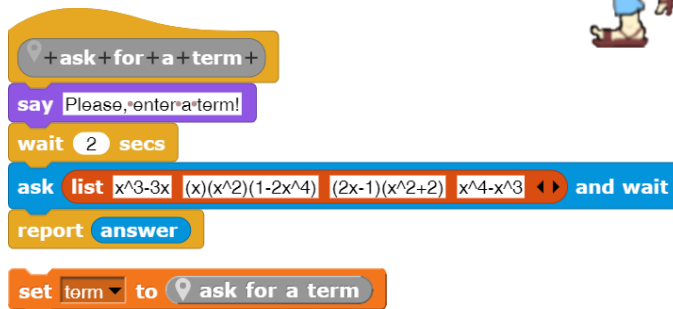 +ask+for+a+term+
say Please, enter a term!
wait 2 secs
ask list x^3-3x (x)(x^2)(1-2x^4) (2x-1)(x^2+2) x^4-x^3 and wait
report answer
set term to ask for a term